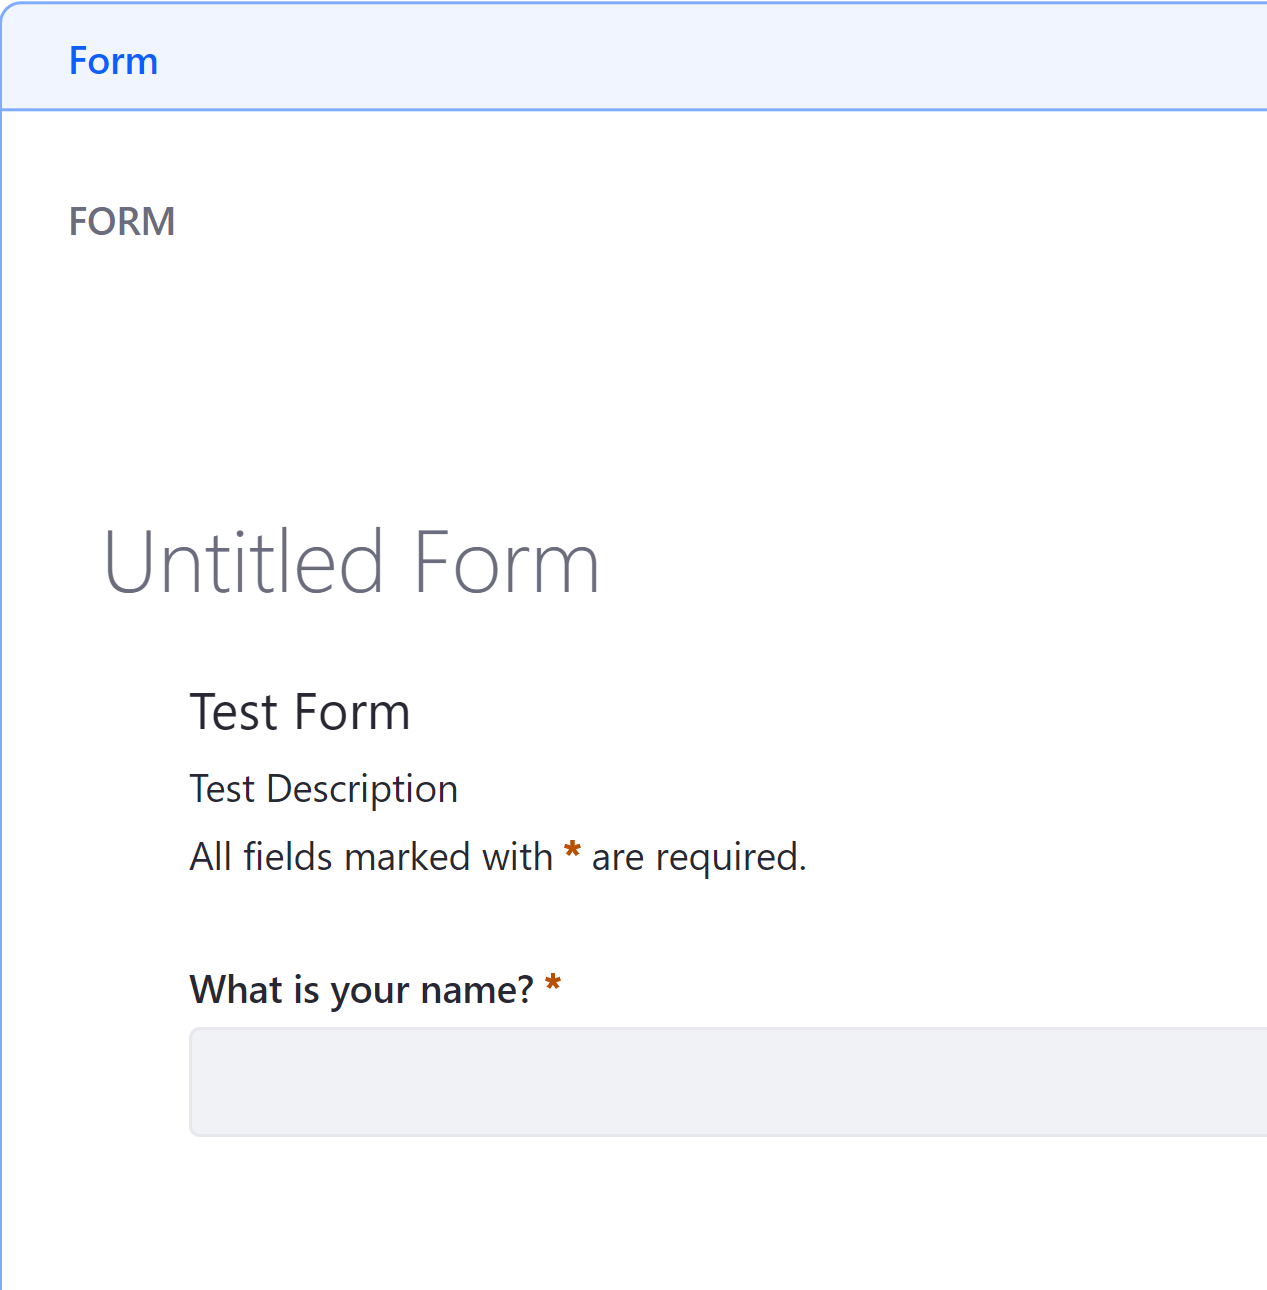 Form
FORM
Untitled Form
Test Form
Test Description
All fields marked with * are required.
What is your name? *